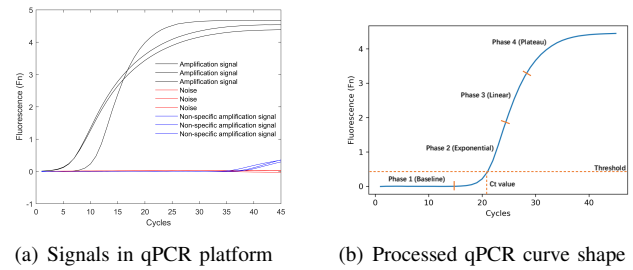 5
4
3
2
1
0
-1
Fluorescence (Fn)
Amplification signal
Amplification signal
Amplification signal
Noise
Noise
Noise
Non-specific amplification signal
Non-specific amplification signal
Non-specific amplification signal
0 5 10 15 20 25 30 35 40 45
Cycles
(a) Signals in qPCR platform
4
3
2
1
0
Fluorescence (Fn)
Phase 4 (Plateau)
Phase 3 (Linear)
Phase 2 (Exponential)
Threshold
Phase 1 (Baseline)
Ct value
0 10 20 30 40
Cycles
(b) Processed qPCR curve shape